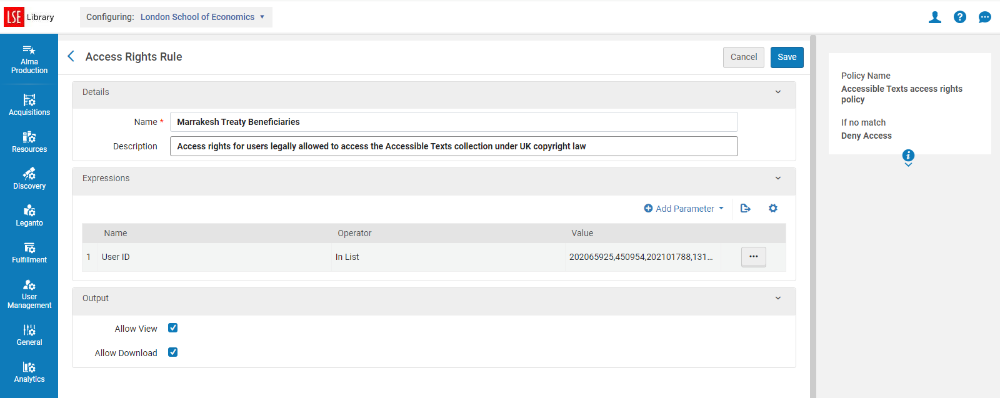 LSE Library
Configuring: London School of Economics
Alma
Production
Acquisitions
Resources
Discovery
Leganto
Fulfillment
User
Management
General
Analytics
Access Rights Rule
Cancel
Save
Details
Name *
Marrakesh Treaty Beneficiaries
Description
Access rights for users legally allowed to access the Accessible Texts collection under UK copyright law
Expressions
Add Parameter
Name Operator Value
1 User ID In List 202065925,450954,202101788,131...
Output
Allow View
Allow Download
Policy Name
Accessible Texts access rights
policy
If no match
Deny Access